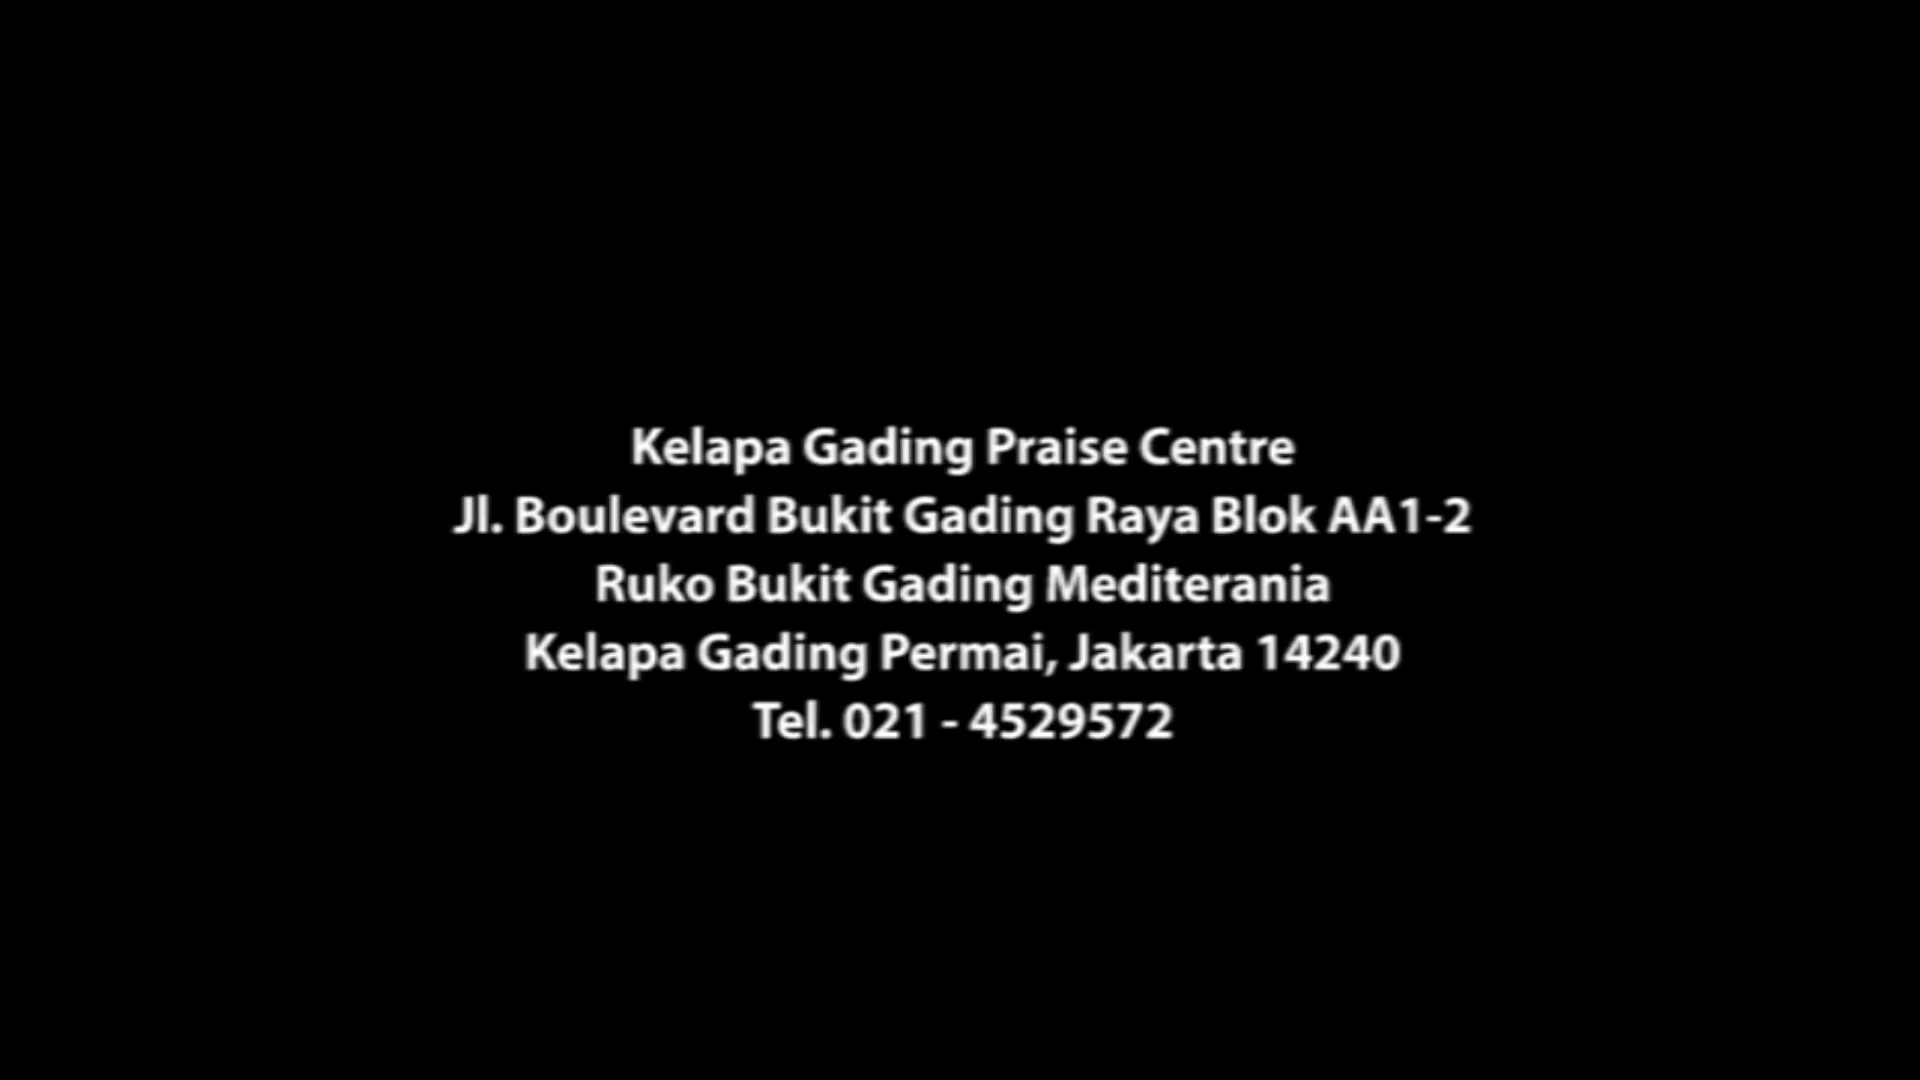 Kelapa Gading Praise Centre
Jl. Boulevard Bukit Gading Raya Blok AA1-2
Ruko Bukit Gading Mediterania
Kelapa Gading Permai, Jakarta 14240
Tel. 021 - 4529572